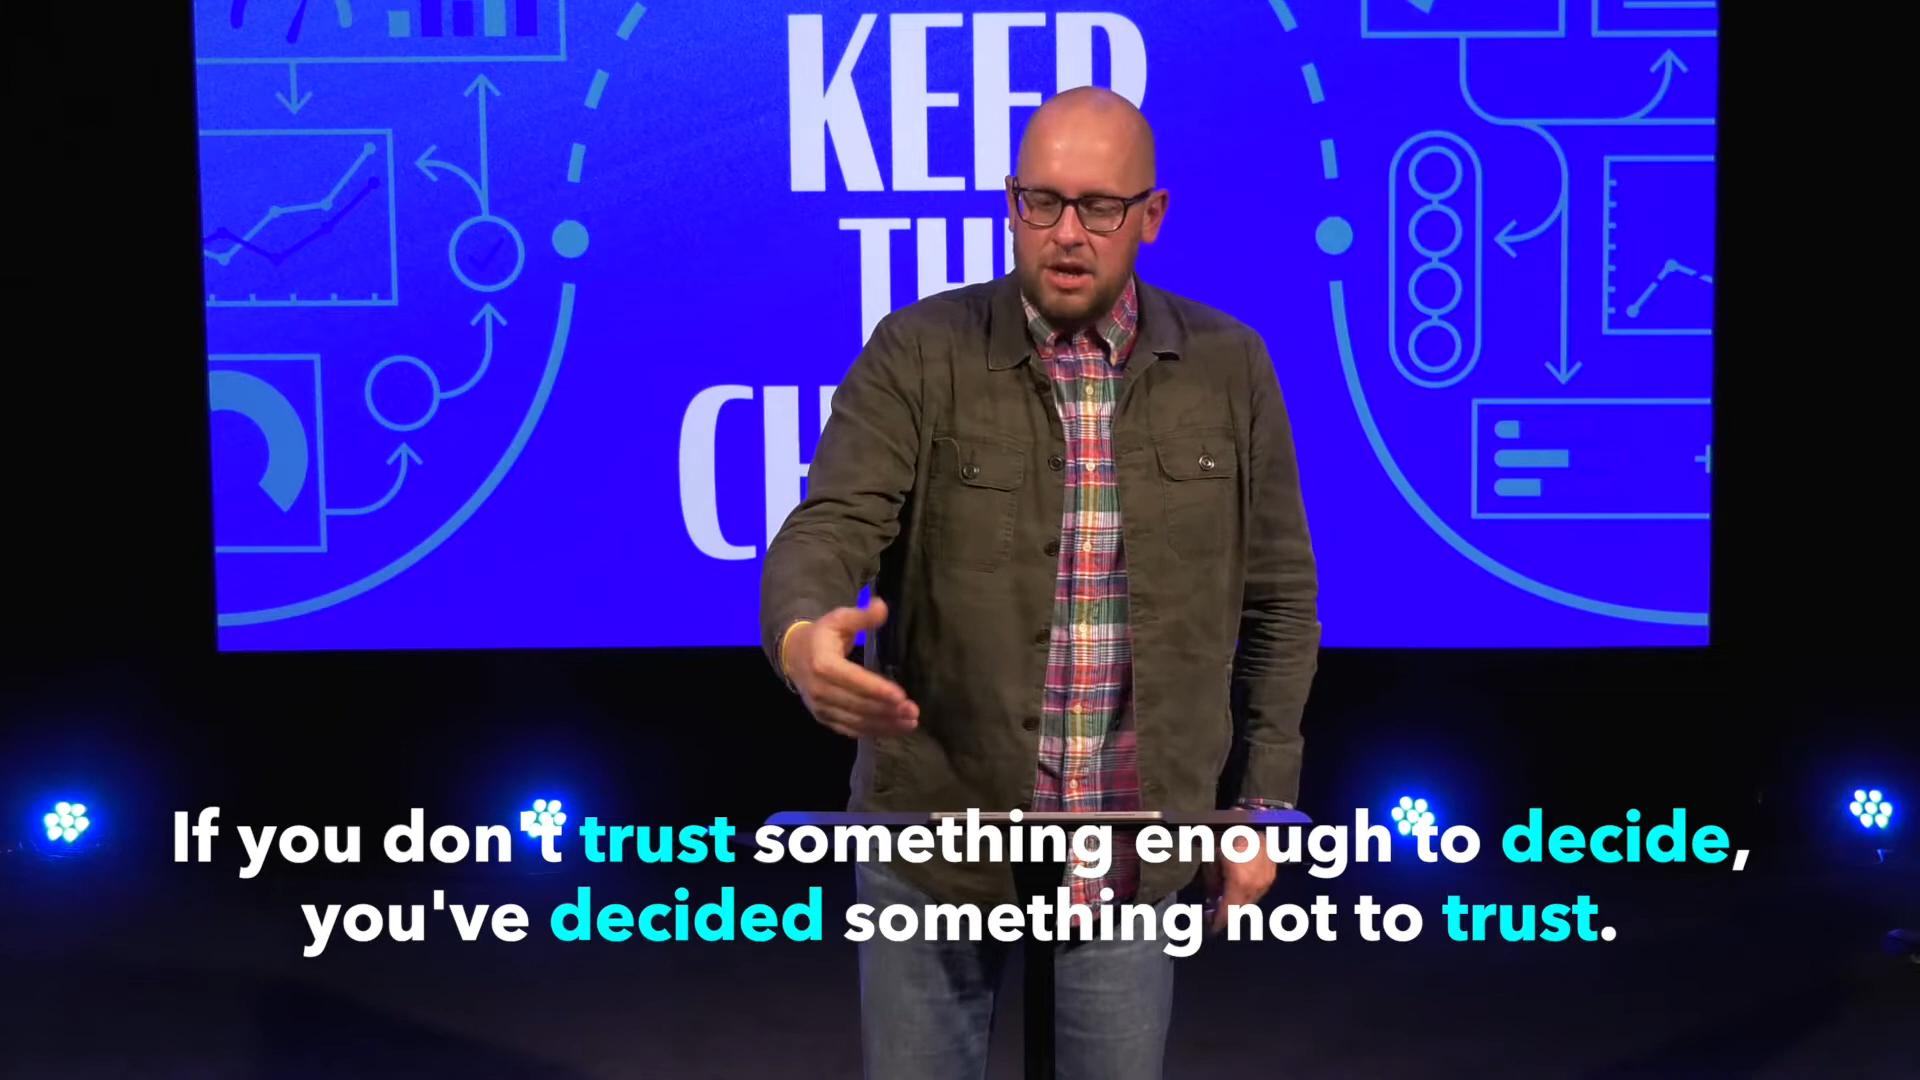 KEEP
If you don't trust something enough to decide,
you've decided something not to trust.